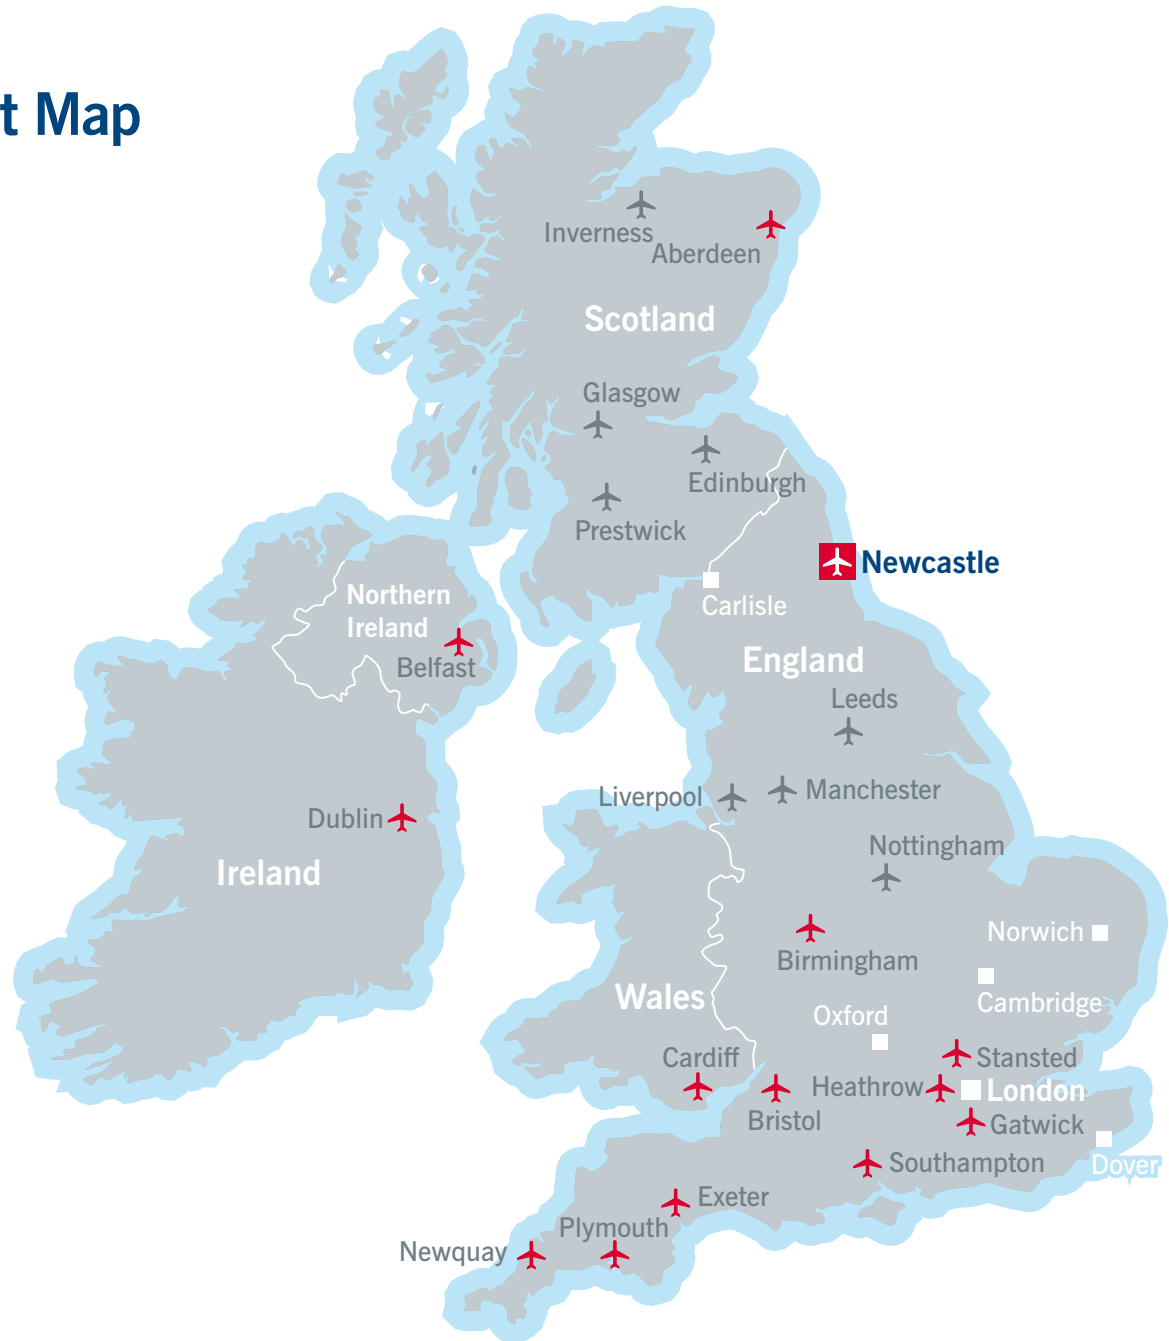 t Map
Inverness
Aberdeen
Scotland
Glasgow
Edinburgh
Prestwick
Newcastle
Northern
Ireland
Carlisle
Belfast
England
Leeds
Liverpool
Manchester
Dublin
Nottingham
Ireland
Norwich
Birmingham
Wales
Cambridge
Oxford
Cardiff
Stansted
Heathrow
London
Bristol
Gatwick
Southampton
Dover
Exeter
Plymouth
Newquay